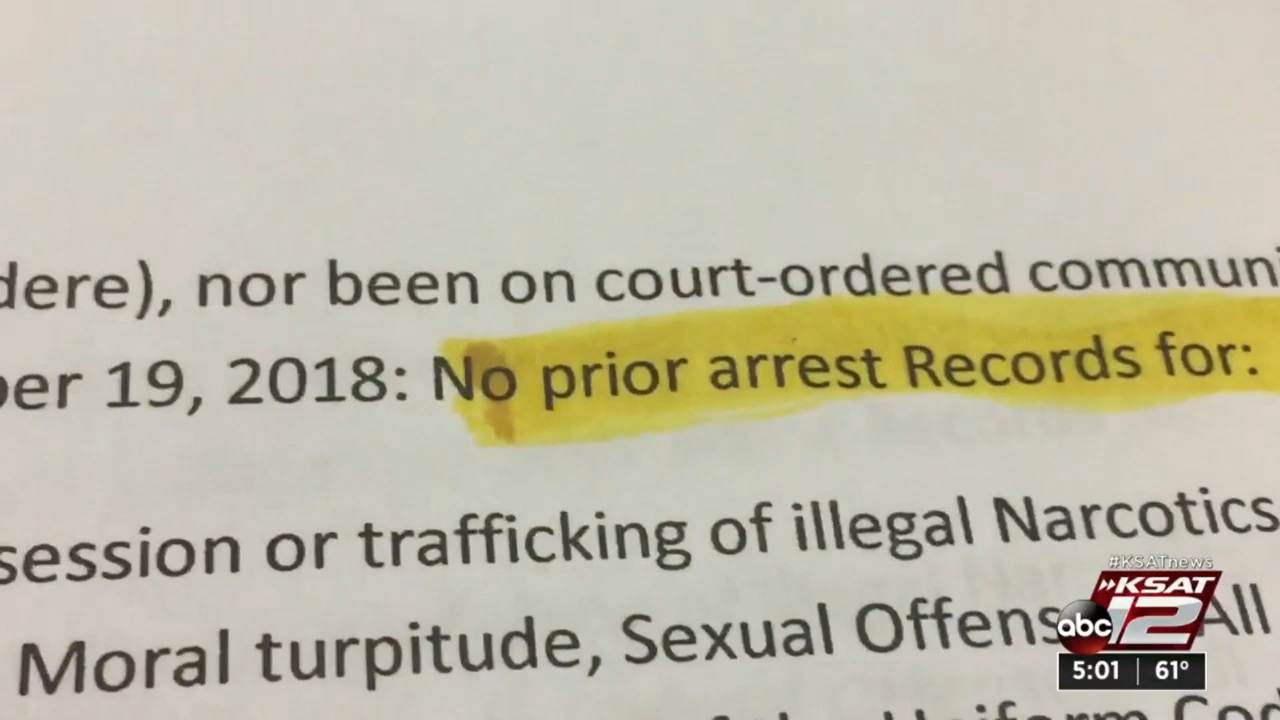 dere), nor been on court-ordered communi
er 19, 2018: No prior arrest Records for:
session or trafficking of illegal Narcotics
Moral turpitude, Sexual Offens All
#KSATnews
KSAT
abc 12
5:01 61°